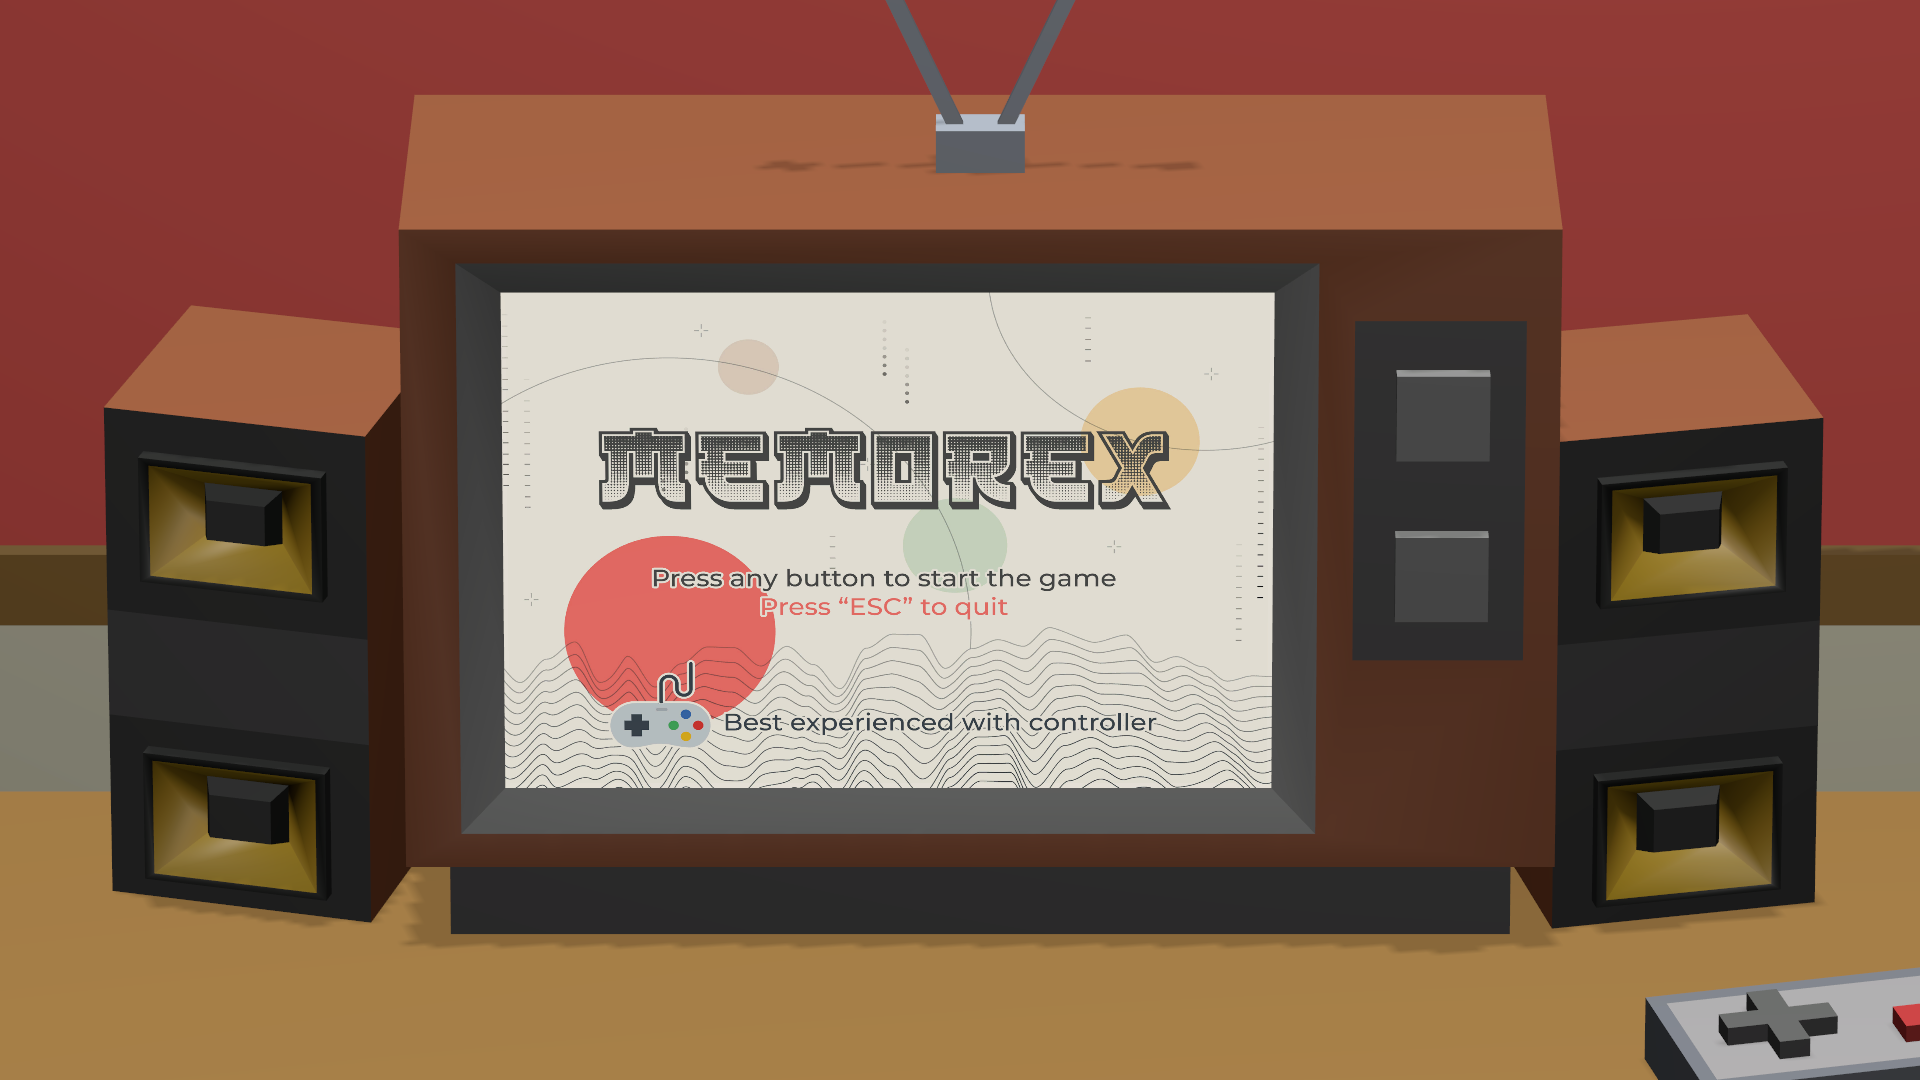 MEMOREX
Press any button to start the game
Press “ESC” to quit
Best experienced with controller